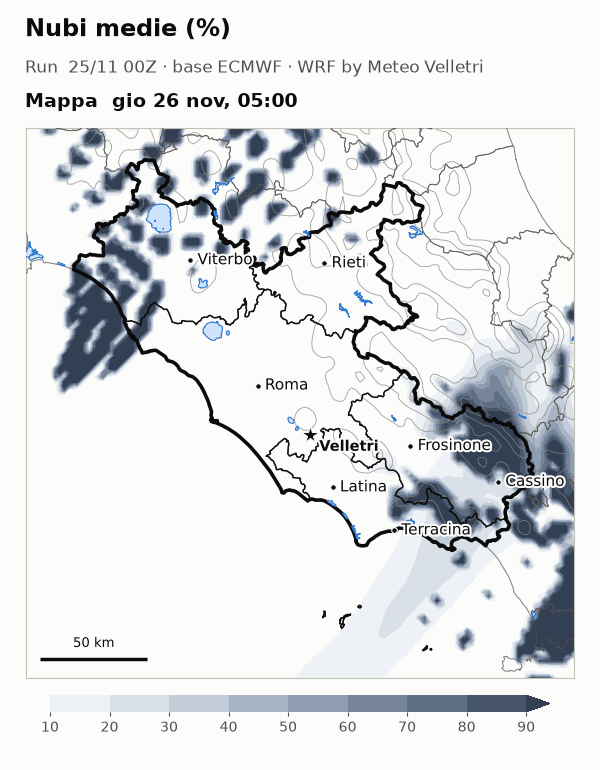 Nubi medie (%)
Run  25/11 00Z · base ECMWF · WRF by Meteo Velletri
Mappa  gio 26 nov, 05:00
Viterbo
Rieti
Roma
Velletri
Frosinone
Latina
Cassino
Terracina
50 km
10 20 30 40 50 60 70 80 90